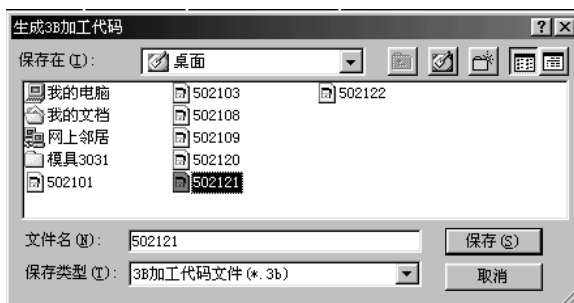 生成3B加工代码
保存在(I):
桌面
我的电脑
我的文档
网上邻居
模具3031
502101
502103
502108
502109
502120
502121
502122
文件名(N):
502121
保存(S)
保存类型(T):
3B加工代码文件(*.3b)
取消